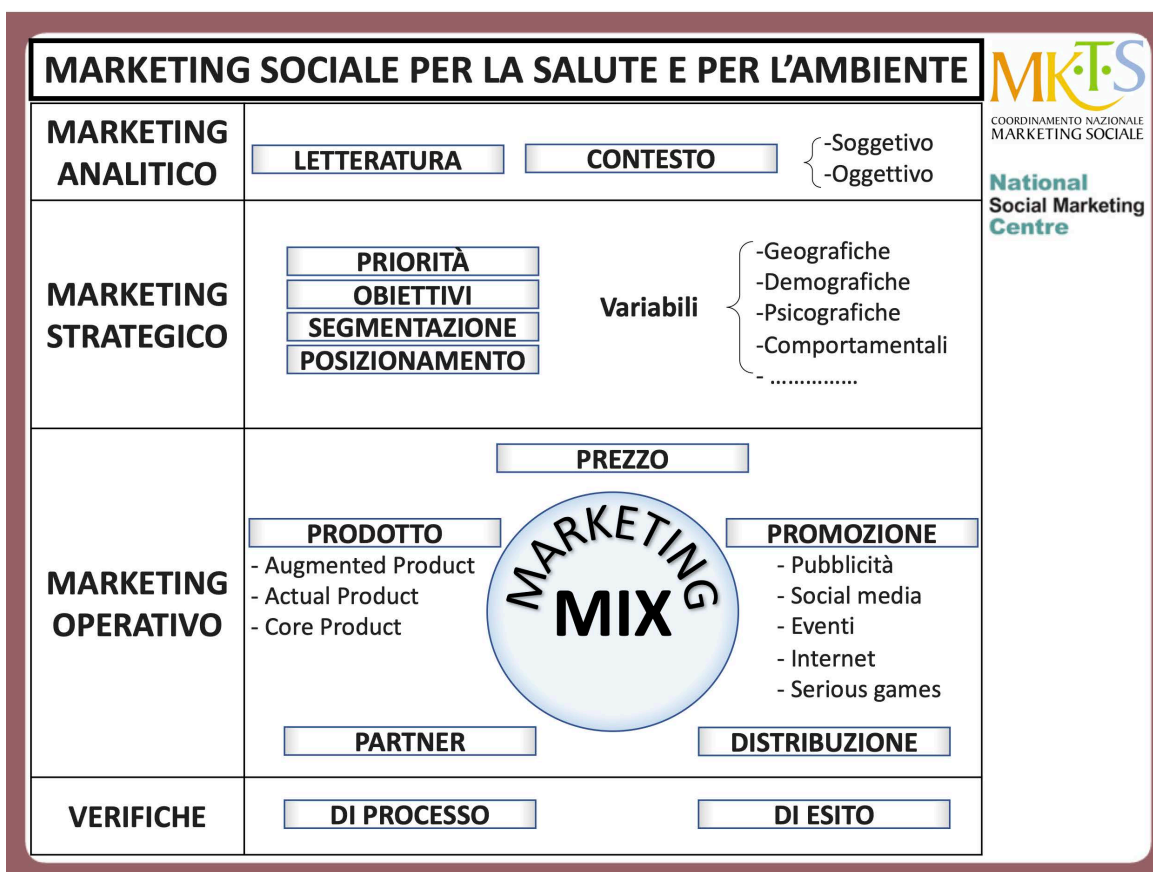 MARKETING SOCIALE PER LA SALUTE E PER L’AMBIENTE
MK•T•S
COORDINAMENTO NAZIONALE
MARKETING SOCIALE
National
Social Marketing
Centre
MARKETING
ANALITICO
LETTERATURA
CONTESTO
-Soggetivo
-Oggettivo
MARKETING
STRATEGICO
PRIORITÀ
OBIETTIVI
SEGMENTAZIONE
POSIZIONAMENTO
Variabili
-Geografiche
-Demografiche
-Psicografiche
-Comportamentali
- ……………
MARKETING
OPERATIVO
PREZZO
PRODOTTO
- Augmented Product
- Actual Product
- Core Product
MARKETING
MIX
PROMOZIONE
- Pubblicità
- Social media
- Eventi
- Internet
- Serious games
PARTNER
DISTRIBUZIONE
VERIFICHE
DI PROCESSO
DI ESITO